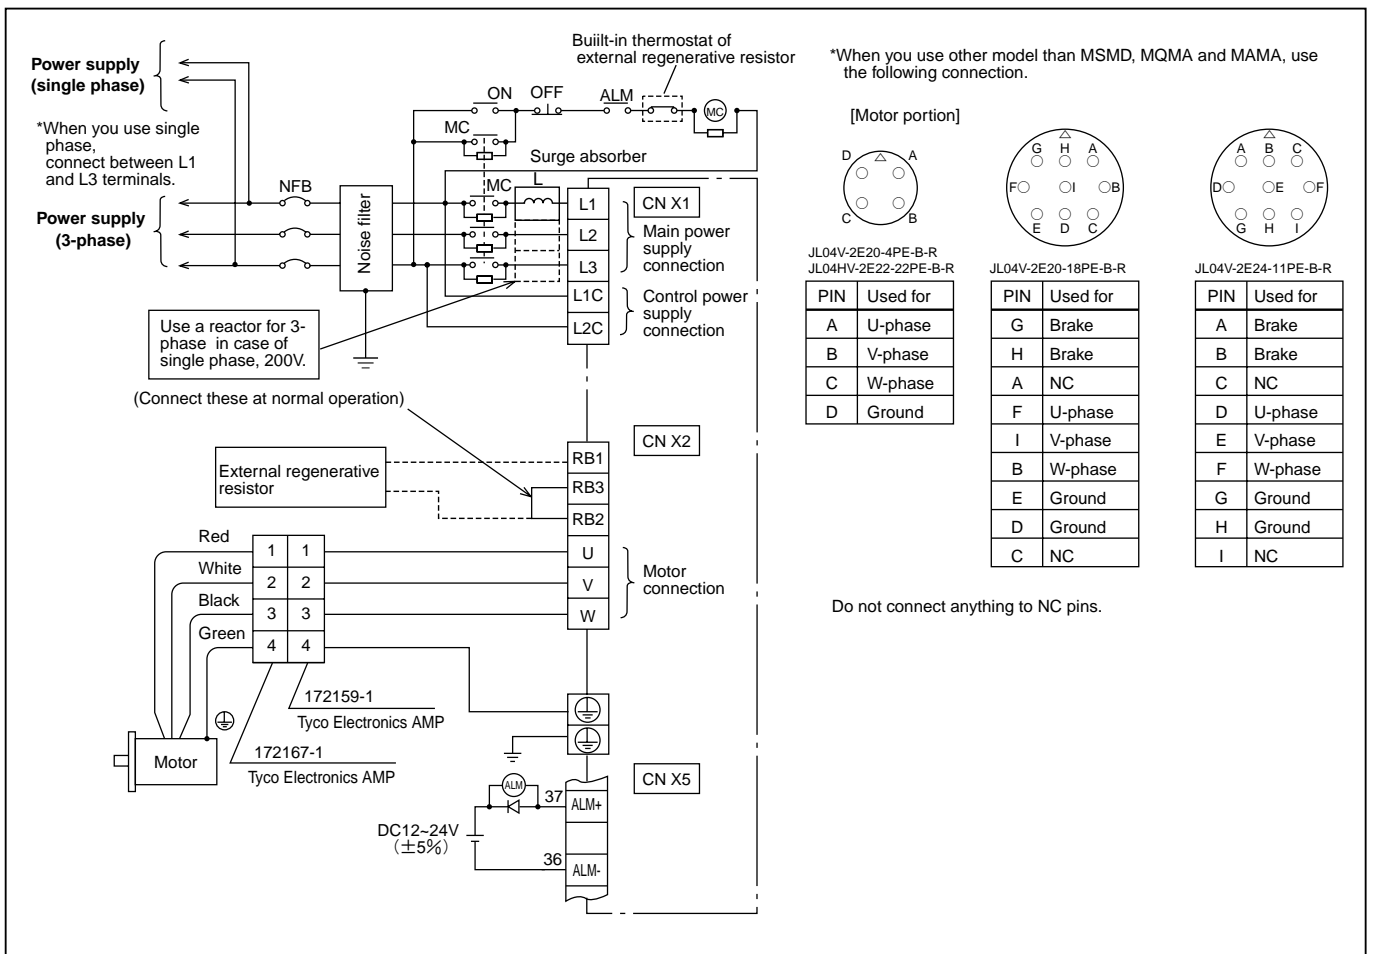 Power supply
(single phase)
*When you use single
phase,
connect between L1
and L3 terminals.
Power supply
(3-phase)
NFB
Noise filter
Buiilt-in thermostat of
external regenerative resistor
ON
OFF
ALM
MC
MC
Surge absorber
MC
L
L1
L2
L3
L1C
L2C
CN X1
Main power
supply
connection
Control power
supply
connection
Use a reactor for 3-
phase in case of
single phase, 200V.
(Connect these at normal operation)
CN X2
External regenerative
resistor
RB1
RB3
RB2
U
V
W
Motor
connection
Red
White
Black
Green
1 1
2 2
3 3
4 4
172159-1
Tyco Electronics AMP
172167-1
Tyco Electronics AMP
Motor
CN X5
ALM
37
ALM+
DC12~24V
(±5%)
36
ALM-
*When you use other model than MSMD, MQMA and MAMA, use
the following connection.
[Motor portion]
D A
C B
JL04V-2E20-4PE-B-R
JL04HV-2E22-22PE-B-R
PIN Used for
A U-phase
B V-phase
C W-phase
D Ground
G H A
F I B
E D C
JL04V-2E20-18PE-B-R
PIN Used for
G Brake
H Brake
A NC
F U-phase
I V-phase
B W-phase
E Ground
D Ground
C NC
A B C
D E F
G H I
JL04V-2E24-11PE-B-R
PIN Used for
A Brake
B Brake
C NC
D U-phase
E V-phase
F W-phase
G Ground
H Ground
I NC
Do not connect anything to NC pins.